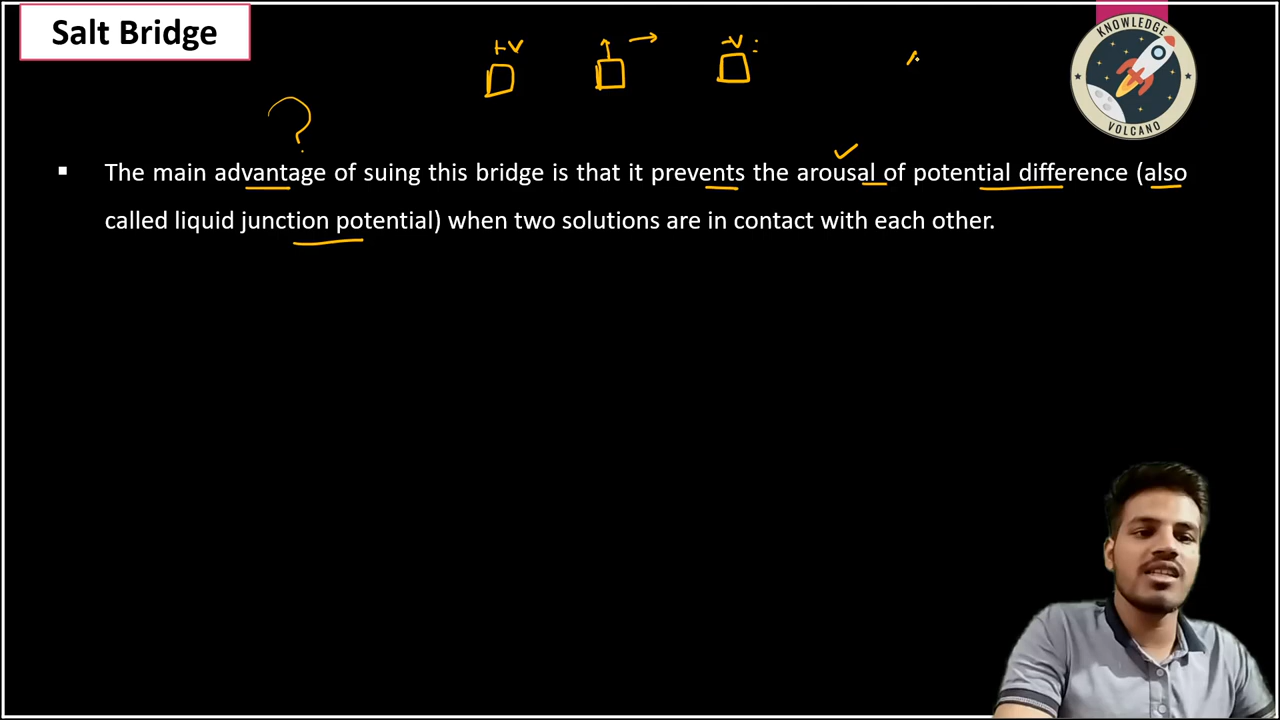 Salt Bridge
+v
-v
KNOWLEDGE
VOLCANO
?
▪ The main advantage of suing this bridge is that it prevents the arousal of potential difference (also
called liquid junction potential) when two solutions are in contact with each other.